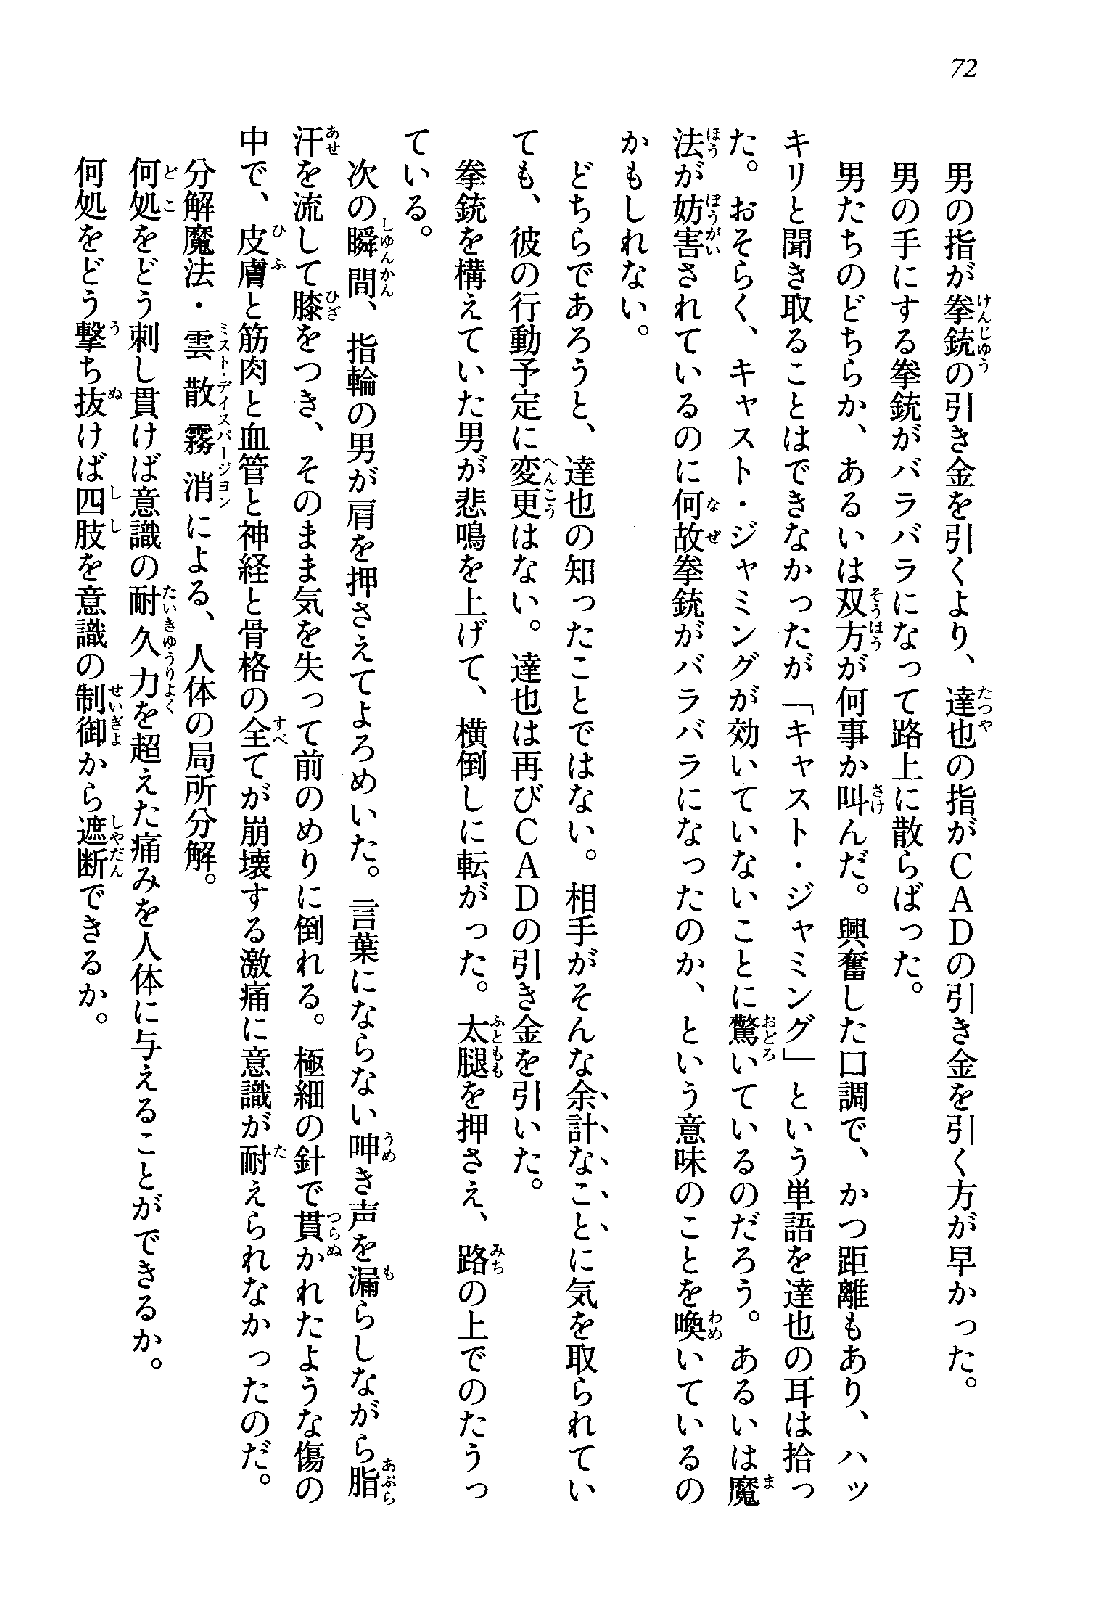 72
男の指が拳銃の引き金を引くより、達也の指がＣＡＤの引き金を引く方が早かった。
男の手にする拳銃がバラバラになって路上に散らばった。
男たちのどちらか、あるいは双方が何事か叫んだ。興奮した口調で、かつ距離もあり、ハッ
キリと聞き取ることはできなかったが「キャスト・ジャミング」という単語を達也の耳は拾っ
た。おそらく、キャスト・ジャミングが効いていないことに驚いているのだろう。あるいは魔
法が妨害されているのに何故拳銃がバラバラになったのか、という意味のことを喚いているの
かもしれない。
どちらであろうと、達也の知ったことではない。相手がそんな余計なことに気を取られてい
ても、彼の行動予定に変更はない。達也は再びＣＡＤの引き金を引いた。
拳銃を構えていた男が悲鳴を上げて、横倒しに転がった。太腿を押さえ、路の上でのたうっ
ている。
次の瞬間、指輪の男が肩を押さえてよろめいた。言葉にならない呻き声を漏らしながら脂
汗を流して膝をつき、そのまま気を失って前のめりに倒れる。極細の針で貫かれたような傷の
中で、皮膚と筋肉と血管と神経と骨格の全てが崩壊する激痛に意識が耐えられなかったのだ。
分解魔法・雲散霧消による、人体の局所分解。
何処をどう刺し貫けば意識の耐久力を超えた痛みを人体に与えることができるか。
何処をどう撃ち抜けば四肢を意識の制御から遮断できるか。